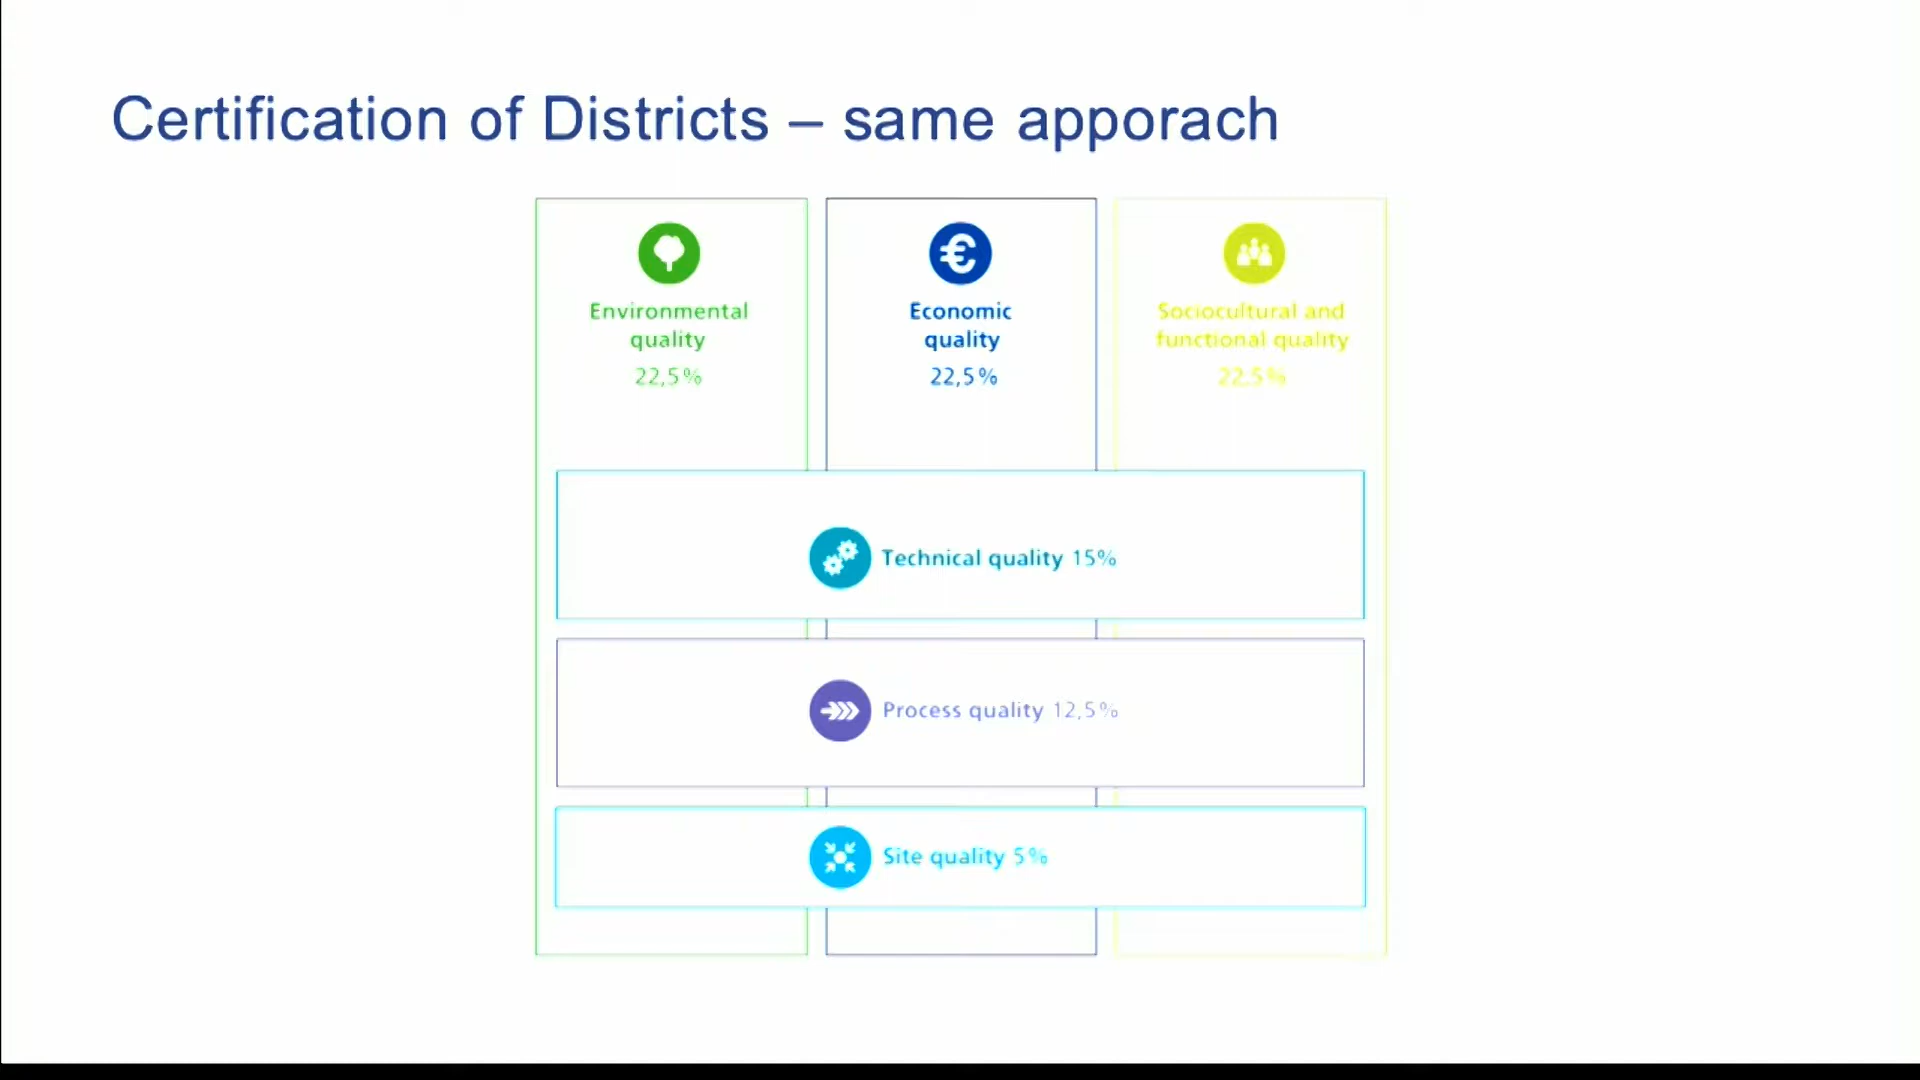 Certification of Districts – same apporach
Environmental
quality
22,5%
Economic
quality
22,5%
Sociocultural and
functional quality
22,5%
Technical quality 15%
Process quality 12,5%
Site quality 5%